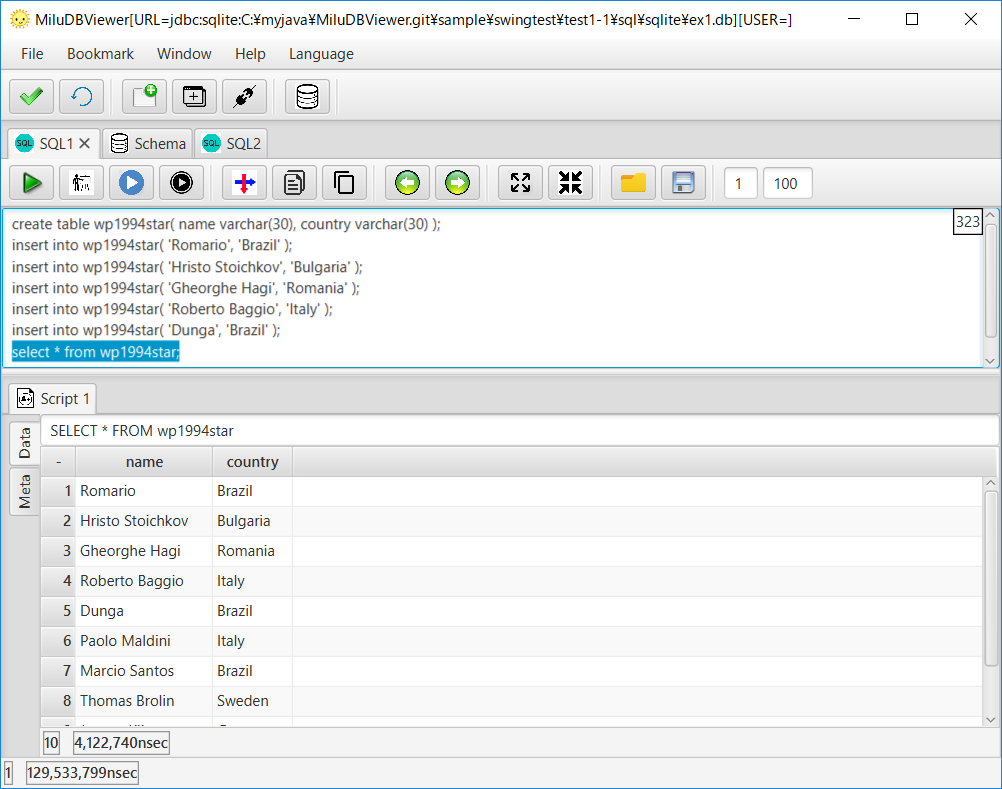 MiluDBViewer[URL=jdbc:sqlite:C:¥myjava¥MiluDBViewer.git¥sample¥swingtest¥test1-1¥sql¥sqlite¥ex1.db][USER=]
File Bookmark Window Help Language
SQL SQL1 Schema SQL SQL2
1 100
create table wp1994star( name varchar(30), country varchar(30) );
323
insert into wp1994star( 'Romario', 'Brazil' );
insert into wp1994star( 'Hristo Stoichkov', 'Bulgaria' );
insert into wp1994star( 'Gheorghe Hagi', 'Romania' );
insert into wp1994star( 'Roberto Baggio', 'Italy' );
insert into wp1994star( 'Dunga', 'Brazil' );
select * from wp1994star;
Script 1
Data
Meta
SELECT * FROM wp1994star
- name country
1 Romario Brazil
2 Hristo Stoichkov Bulgaria
3 Gheorghe Hagi Romania
4 Roberto Baggio Italy
5 Dunga Brazil
6 Paolo Maldini Italy
7 Marcio Santos Brazil
8 Thomas Brolin Sweden
10 4,122,740nsec
1 129,533,799nsec